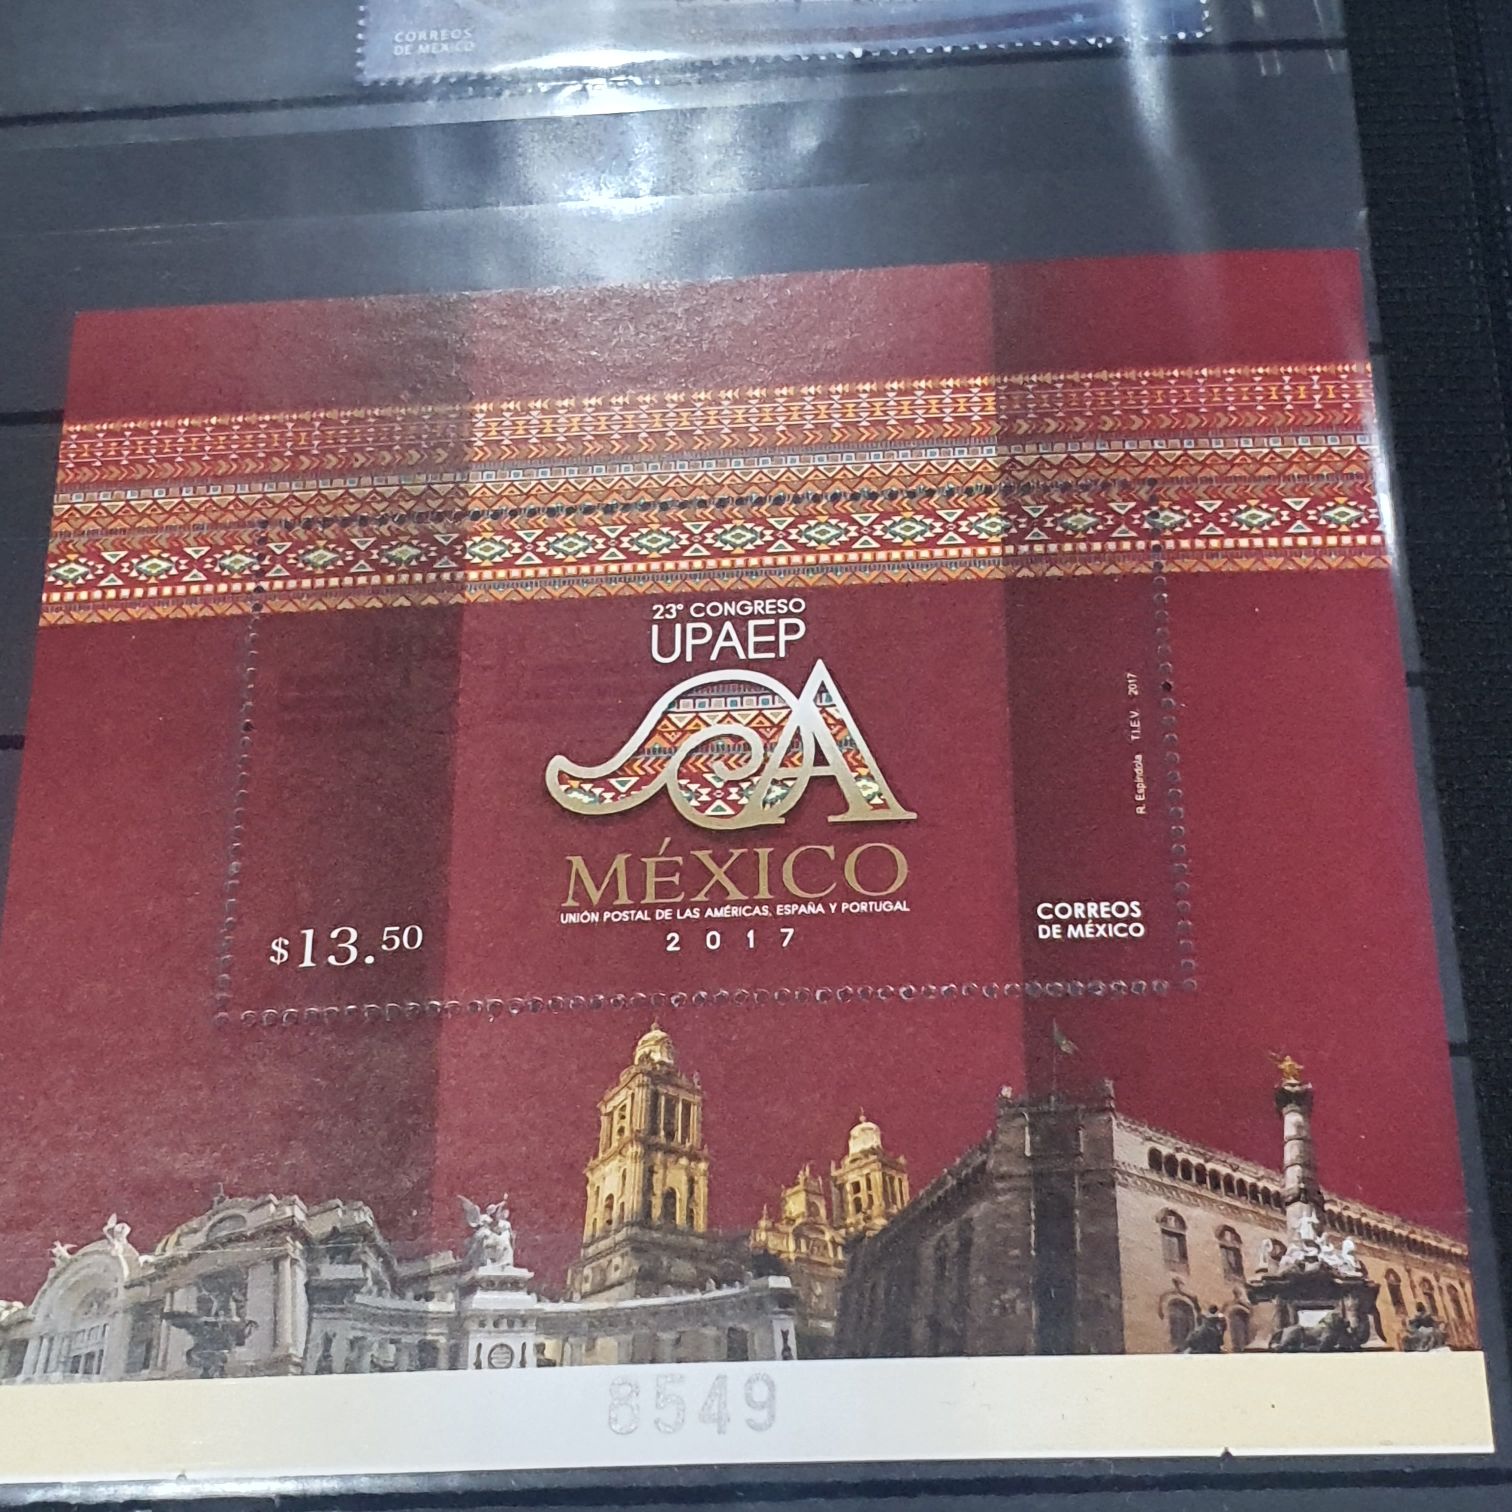 CORREOS
DE MÉXICO
23° CONGRESO
UPAEP
A
MÉXICO
UNIÓN POSTAL DE LAS AMÉRICAS, ESPAÑA Y PORTUGAL
2017
$13.50
R. Espíndola T.I.E.V. 2017
CORREOS
DE MÉXICO
8549